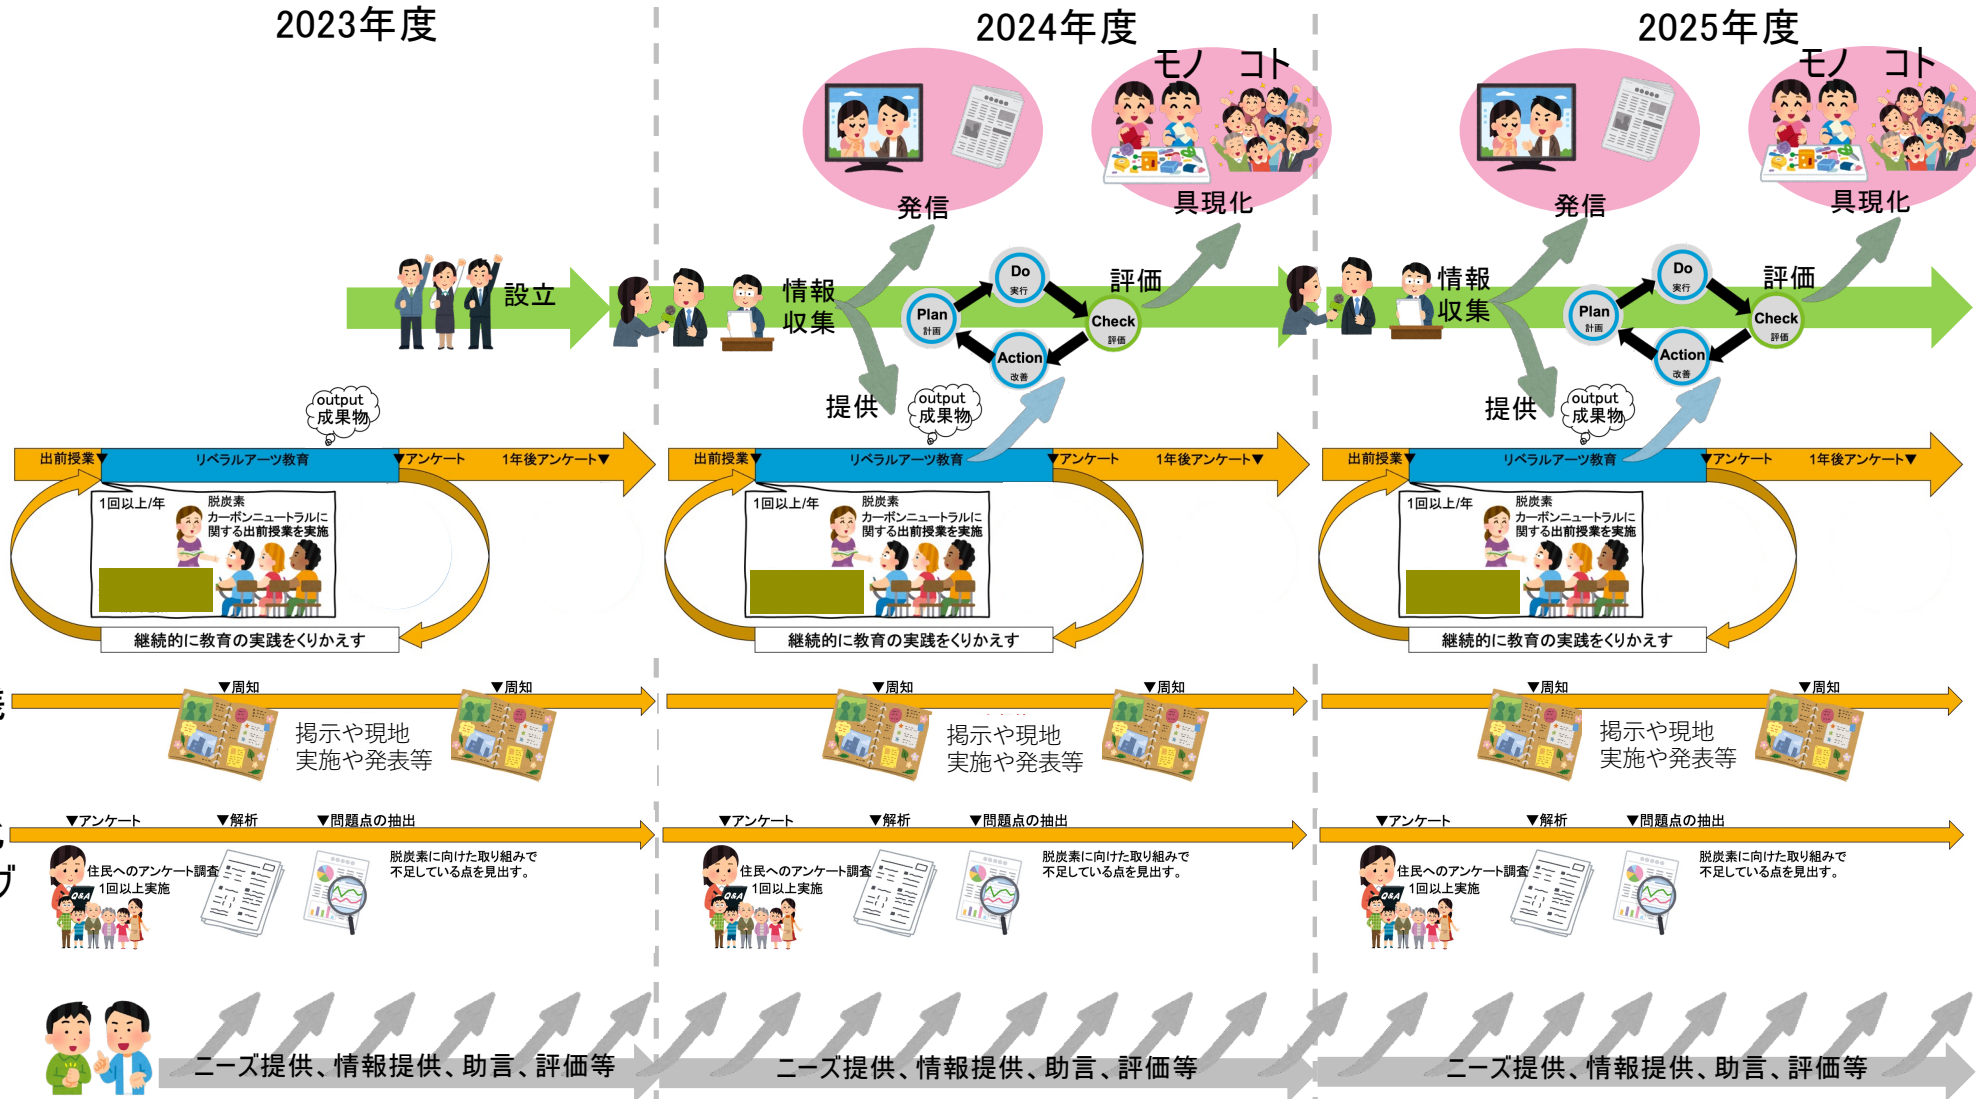 2023年度
2024年度
2025年度
モノ コト
モノ コト
発信
具現化
発信
具現化
設立
情報
収集
Plan
計画
Do
実行
Check
評価
Action
改善
評価
情報
収集
Plan
計画
Do
実行
Check
評価
Action
改善
評価
提供
提供
output
成果物
output
成果物
output
成果物
出前授業▼
リベラルアーツ教育
▼アンケート
1年後アンケート▼
出前授業▼
リベラルアーツ教育
▼アンケート
1年後アンケート▼
出前授業▼
リベラルアーツ教育
▼アンケート
1年後アンケート▼
1回以上/年
脱炭素
カーボンニュートラルに
関する出前授業を実施
1回以上/年
脱炭素
カーボンニュートラルに
関する出前授業を実施
1回以上/年
脱炭素
カーボンニュートラルに
関する出前授業を実施
継続的に教育の実践をくりかえす
継続的に教育の実践をくりかえす
継続的に教育の実践をくりかえす
▼周知
▼周知
▼周知
▼周知
▼周知
▼周知
掲示や現地
実施や発表等
掲示や現地
実施や発表等
掲示や現地
実施や発表等
▼アンケート
▼解析
▼問題点の抽出
▼アンケート
▼解析
▼問題点の抽出
▼アンケート
▼解析
▼問題点の抽出
住民へのアンケート調査
1回以上実施
Q&A
脱炭素に向けた取り組みで
不足している点を見出す。
住民へのアンケート調査
1回以上実施
Q&A
脱炭素に向けた取り組みで
不足している点を見出す。
住民へのアンケート調査
1回以上実施
Q&A
脱炭素に向けた取り組みで
不足している点を見出す。
ニーズ提供、情報提供、助言、評価等
ニーズ提供、情報提供、助言、評価等
ニーズ提供、情報提供、助言、評価等